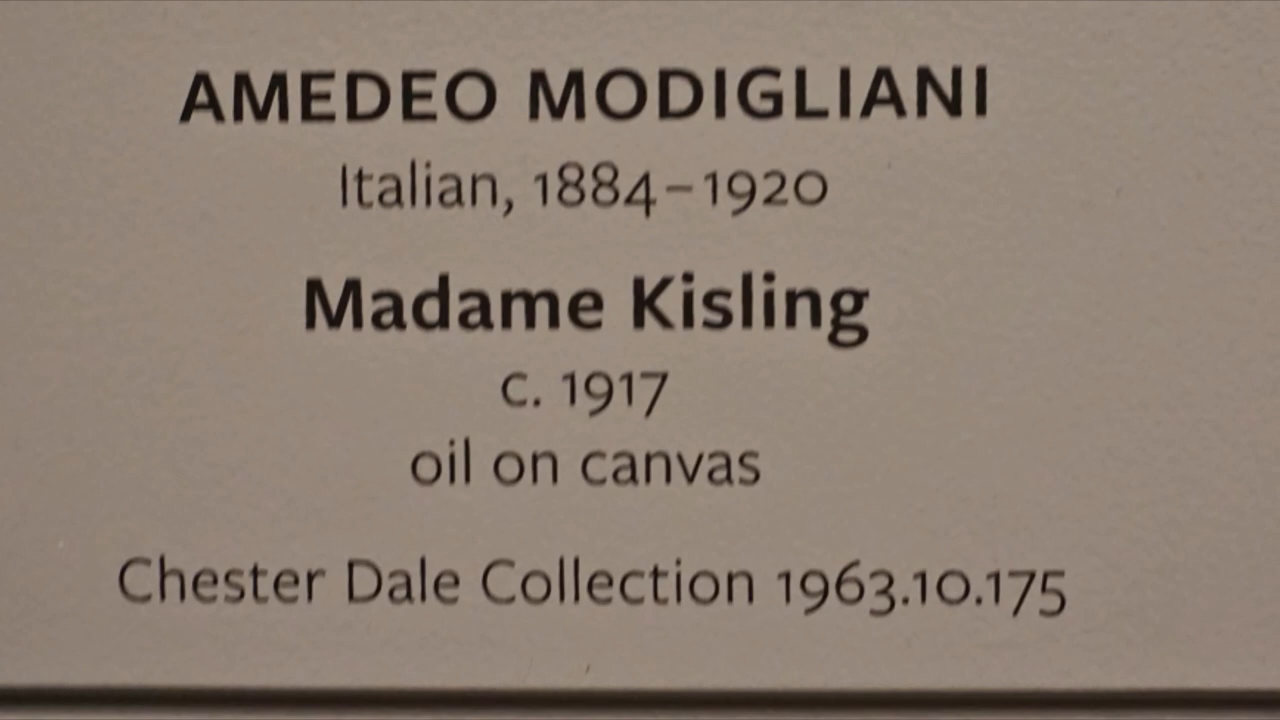 AMEDEO MODIGLIANI
Italian, 1884–1920
Madame Kisling
c. 1917
oil on canvas
Chester Dale Collection 1963.10.175